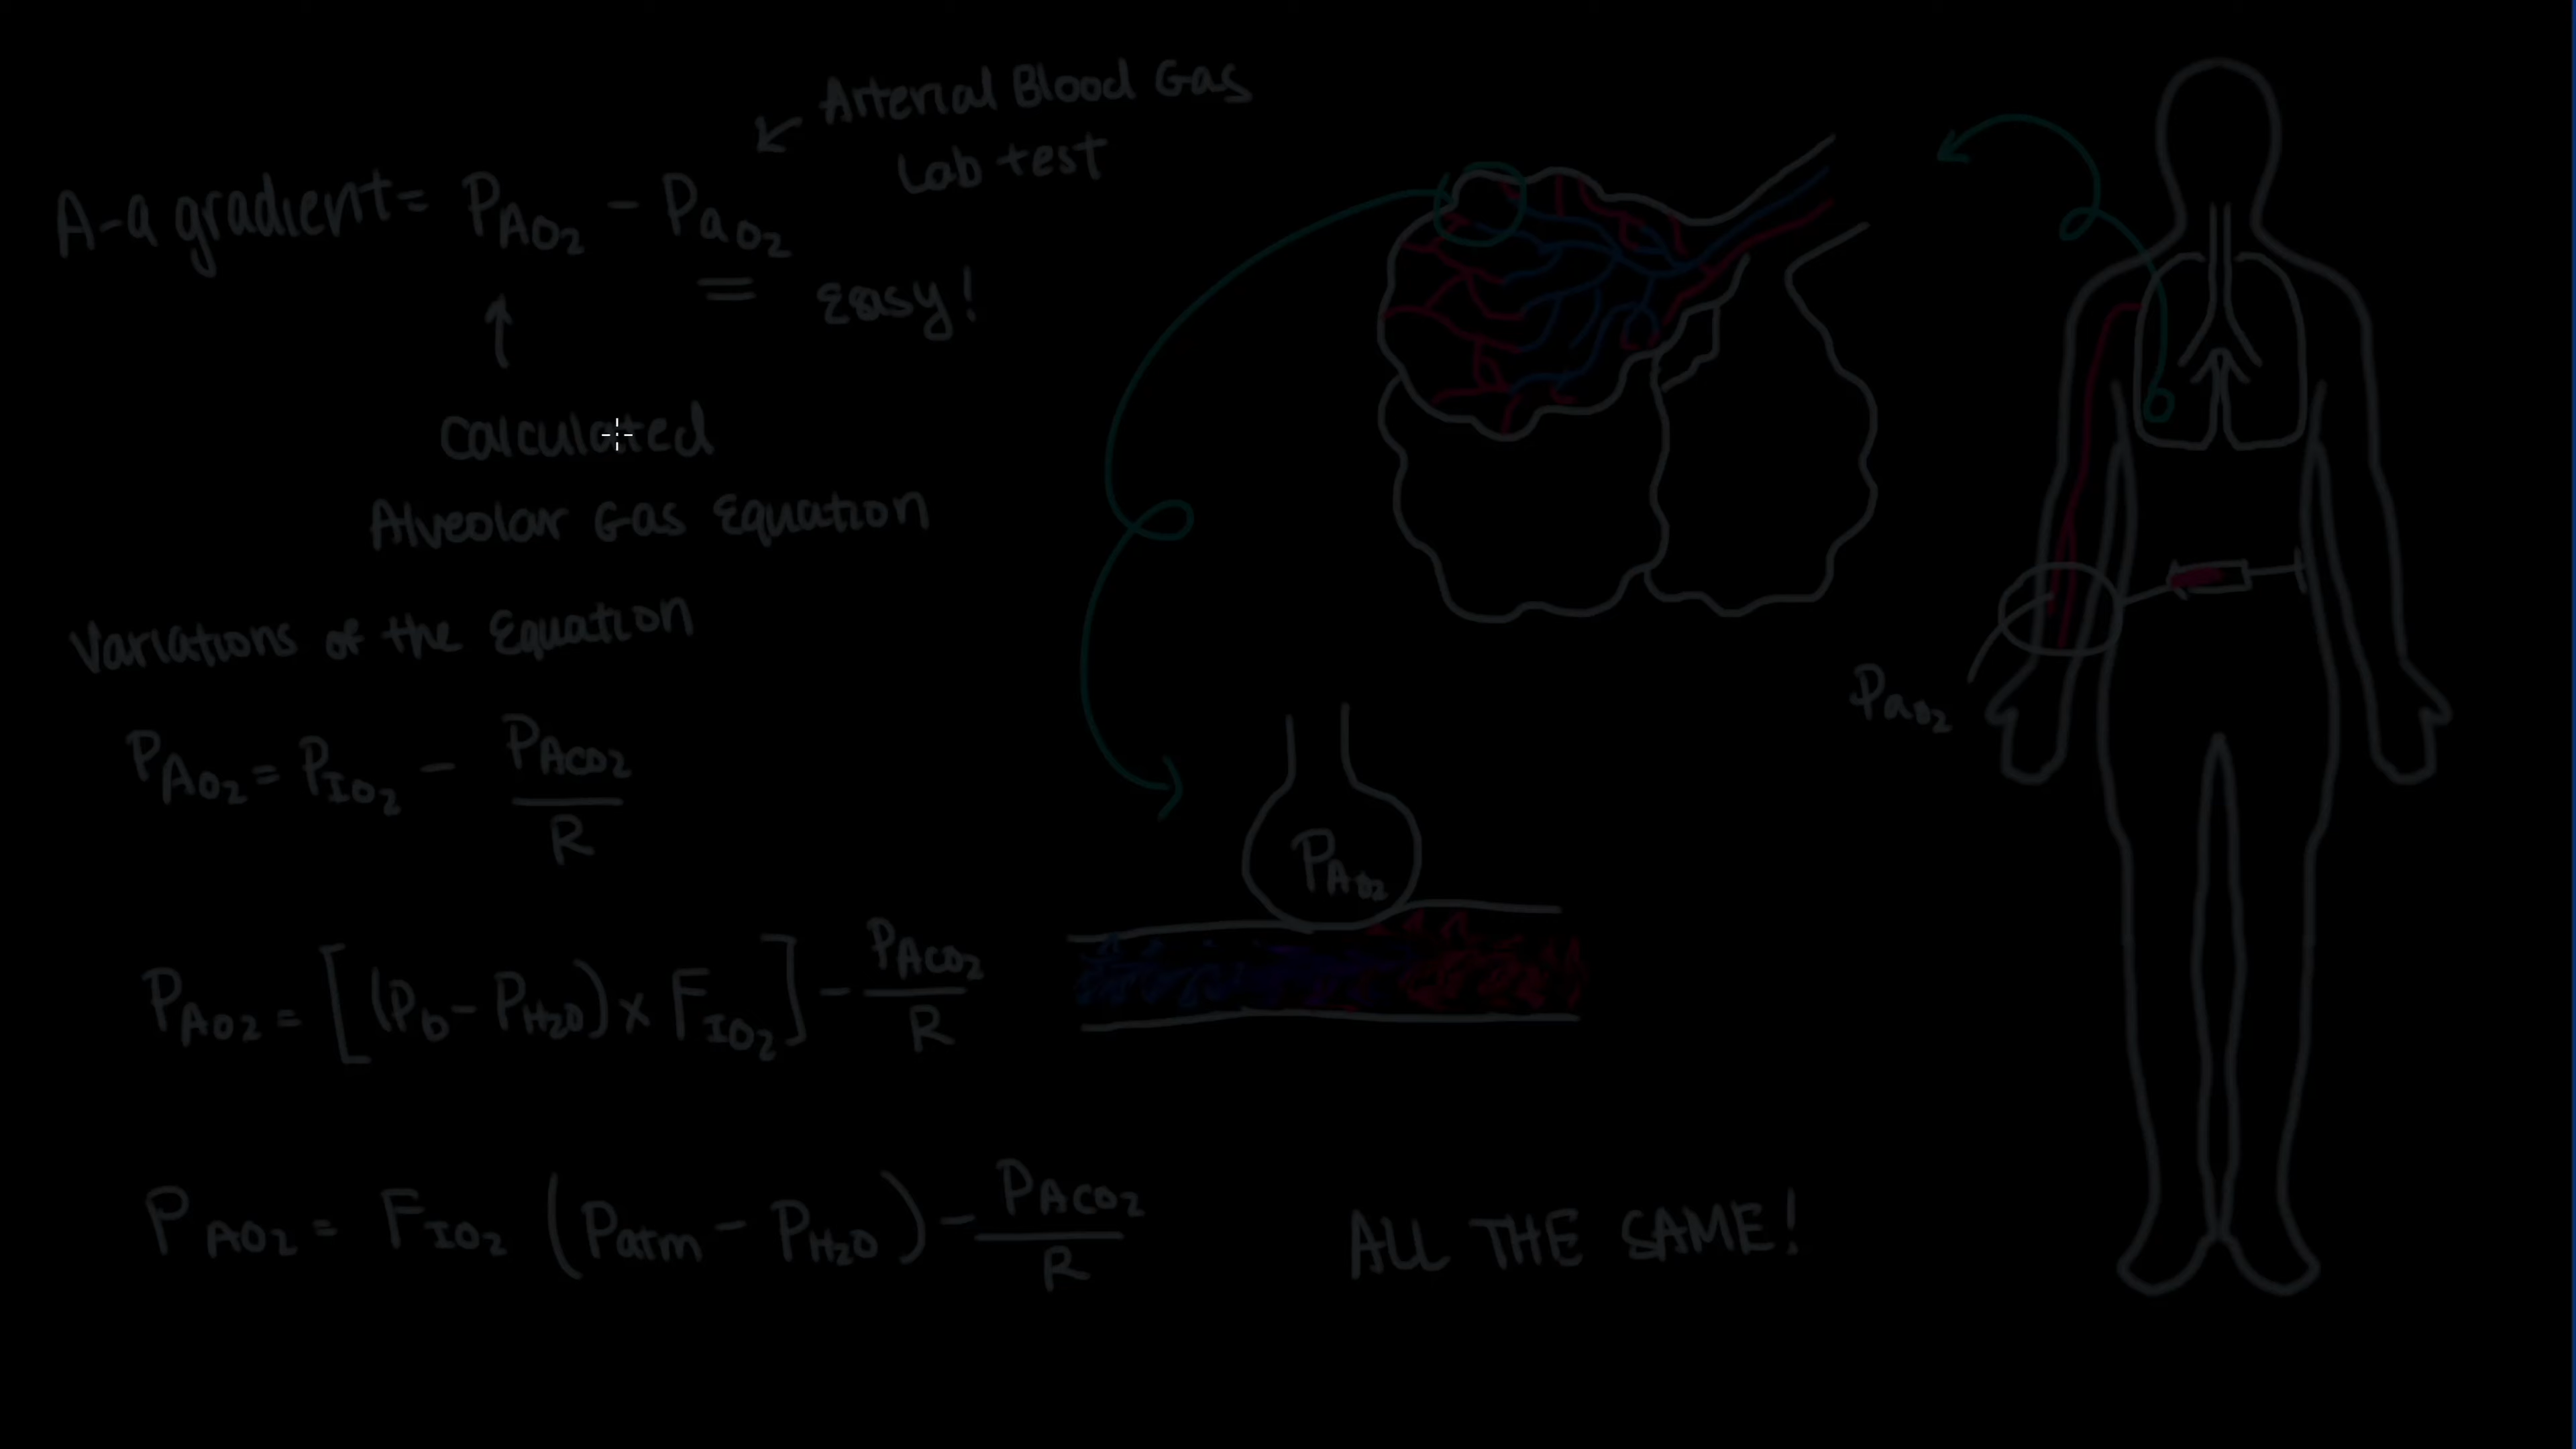 Arterial Blood Gas
Lab test
A-a gradient = PAO2 - PaO2
Easy!
Calculated
Alveolar Gas Equation
Variations of the Equation
PAO2 = PIO2 - PACO2 / R
PAO2 = [(Pb - PH2O) x FIO2] - PACO2 / R
PAO2 = FIO2 (Patm - PH2O) - PACO2 / R
ALL THE SAME!
PAO2
PaO2